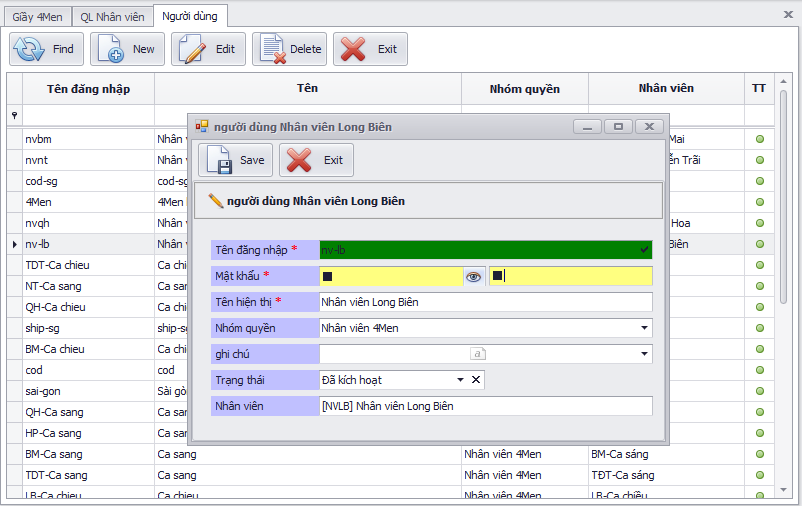 Giầy 4Men QL Nhân viên Người dùng
Find New Edit Delete Exit
Tên đăng nhập Tên Nhóm quyền Nhân viên TT
người dùng Nhân viên Long Biên
nvbm Nhân v Mai
Save Exit
nvnt Nhân v ễn Trãi
cod-sg cod-sg
người dùng Nhân viên Long Biên
4Men 4Men
nvqh Nhân v Hoa
nv-lb Nhân v Biên
Tên đăng nhập * nv-lb
TDT-Ca chieu Ca chi
Mật khẩu *
NT-Ca sang Ca sang
Tên hiện thị * Nhân viên Long Biên
QH-Ca chieu Ca chi
ship-sg ship-sg
Nhóm quyền Nhân viên 4Men
BM-Ca chieu Ca chi
ghi chú a
cod cod
Trạng thái Đã kích hoạt
sai-gon Sài gò
QH-Ca sang Ca sang
Nhân viên [NVLB] Nhân viên Long Biên
HP-Ca sang Ca sang
BM-Ca sang Ca sang Nhân viên 4Men BM-Ca sáng
TDT-Ca sang Ca sang Nhân viên 4Men TĐT-Ca sáng
LB-Ca chieu Ca chieu Nhân viên 4Men LB-Ca chiều